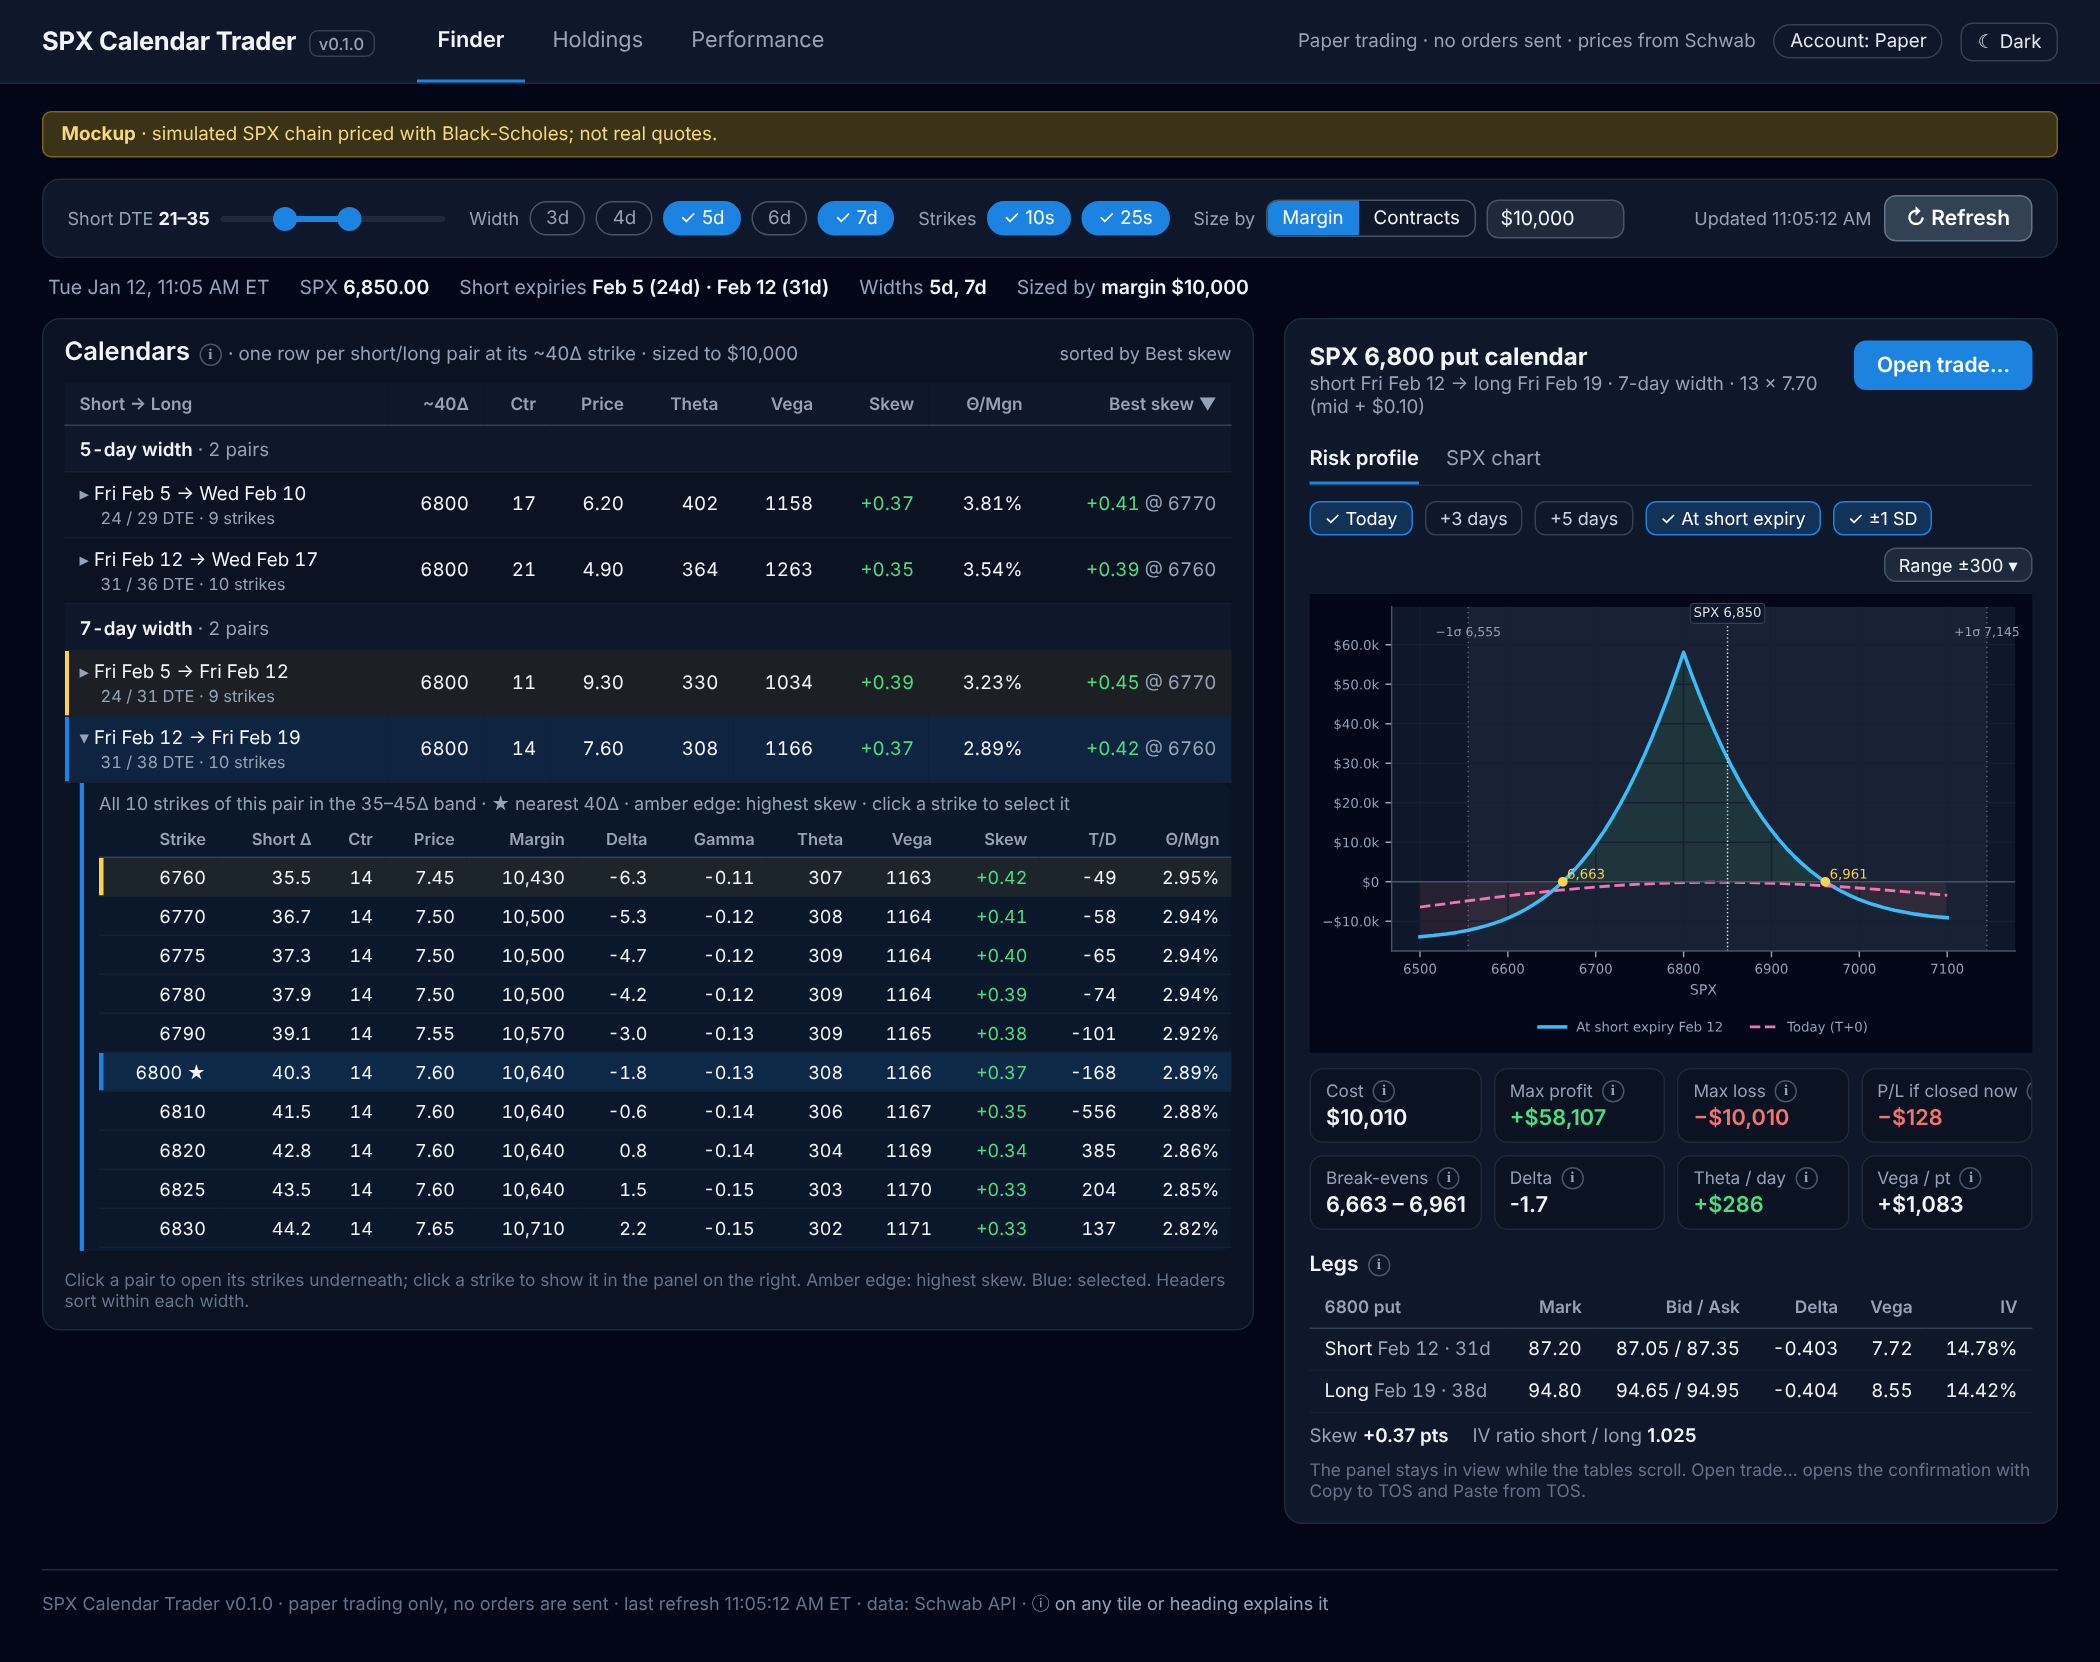 SPX Calendar Trader v0.1.0 Finder Holdings Performance Paper trading · no orders sent · prices from Schwab Account: Paper ☾ Dark
Mockup · simulated SPX chain priced with Black-Scholes; not real quotes.
Short DTE 21–35 Width 3d 4d ✓ 5d 6d ✓ 7d Strikes ✓ 10s ✓ 25s Size by Margin Contracts $10,000 Updated 11:05:12 AM ↻ Refresh
Tue Jan 12, 11:05 AM ET SPX 6,850.00 Short expiries Feb 5 (24d) · Feb 12 (31d) Widths 5d, 7d Sized by margin $10,000
Calendars ⓘ · one row per short/long pair at its ~40Δ strike · sized to $10,000 sorted by Best skew
Short → Long ~40Δ Ctr Price Theta Vega Skew Θ/Mgn Best skew ▼
5-day width · 2 pairs
▸ Fri Feb 5 → Wed Feb 10 6800 17 6.20 402 1158 +0.37 3.81% +0.41 @ 6770
24 / 29 DTE · 9 strikes
▸ Fri Feb 12 → Wed Feb 17 6800 21 4.90 364 1263 +0.35 3.54% +0.39 @ 6760
31 / 36 DTE · 10 strikes
7-day width · 2 pairs
▸ Fri Feb 5 → Fri Feb 12 6800 11 9.30 330 1034 +0.39 3.23% +0.45 @ 6770
24 / 31 DTE · 9 strikes
▾ Fri Feb 12 → Fri Feb 19 6800 14 7.60 308 1166 +0.37 2.89% +0.42 @ 6760
31 / 38 DTE · 10 strikes
All 10 strikes of this pair in the 35–45Δ band · ★ nearest 40Δ · amber edge: highest skew · click a strike to select it
Strike Short Δ Ctr Price Margin Delta Gamma Theta Vega Skew T/D Θ/Mgn
6760 35.5 14 7.45 10,430 -6.3 -0.11 307 1163 +0.42 -49 2.95%
6770 36.7 14 7.50 10,500 -5.3 -0.12 308 1164 +0.41 -58 2.94%
6775 37.3 14 7.50 10,500 -4.7 -0.12 309 1164 +0.40 -65 2.94%
6780 37.9 14 7.50 10,500 -4.2 -0.12 309 1164 +0.39 -74 2.94%
6790 39.1 14 7.55 10,570 -3.0 -0.13 309 1165 +0.38 -101 2.92%
6800 ★ 40.3 14 7.60 10,640 -1.8 -0.13 308 1166 +0.37 -168 2.89%
6810 41.5 14 7.60 10,640 -0.6 -0.14 306 1167 +0.35 -556 2.88%
6820 42.8 14 7.60 10,640 0.8 -0.14 304 1169 +0.34 385 2.86%
6825 43.5 14 7.60 10,640 1.5 -0.15 303 1170 +0.33 204 2.85%
6830 44.2 14 7.65 10,710 2.2 -0.15 302 1171 +0.33 137 2.82%
Click a pair to open its strikes underneath; click a strike to show it in the panel on the right. Amber edge: highest skew. Blue: selected. Headers
sort within each width.
SPX 6,800 put calendar Open trade...
short Fri Feb 12 → long Fri Feb 19 · 7-day width · 13 × 7.70
(mid + $0.10)
Risk profile SPX chart
✓ Today +3 days +5 days ✓ At short expiry ✓ ±1 SD
Range ±300 ▾
SPX 6,850
−1σ 6,555 +1σ 7,145
$60.0k
$50.0k
$40.0k
$30.0k
$20.0k
$10.0k
$0
−$10.0k
6,663 6,961
6500 6600 6700 6800 6900 7000 7100
SPX
At short expiry Feb 12 Today (T+0)
Cost ⓘ Max profit ⓘ Max loss ⓘ P/L if closed now
$10,010 +$58,107 −$10,010 −$128
Break-evens ⓘ Delta ⓘ Theta / day ⓘ Vega / pt ⓘ
6,663 – 6,961 -1.7 +$286 +$1,083
Legs ⓘ
6800 put Mark Bid / Ask Delta Vega IV
Short Feb 12 · 31d 87.20 87.05 / 87.35 -0.403 7.72 14.78%
Long Feb 19 · 38d 94.80 94.65 / 94.95 -0.404 8.55 14.42%
Skew +0.37 pts IV ratio short / long 1.025
The panel stays in view while the tables scroll. Open trade... opens the confirmation with
Copy to TOS and Paste from TOS.
SPX Calendar Trader v0.1.0 · paper trading only, no orders are sent · last refresh 11:05:12 AM ET · data: Schwab API · ⓘ on any tile or heading explains it